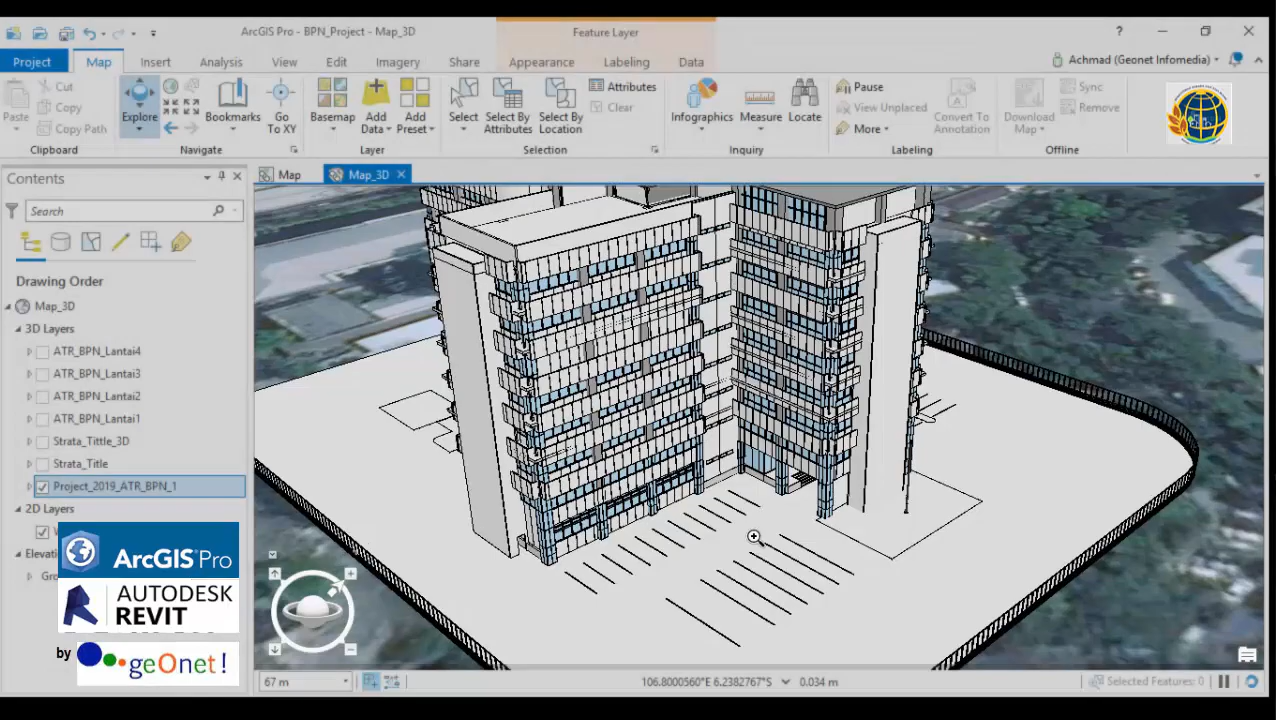 ArcGIS Pro - BPN_Project - Map_3D
Feature Layer
?
Project Map Insert Analysis View Edit Imagery Share Appearance Labeling Data
Achmad (Geonet Infomedia)
Paste
Cut
Copy
Copy Path
Clipboard
Explore
Bookmarks
Go To XY
Navigate
Basemap
Add Data
Add Preset
Layer
Select
Select By Attributes
Select By Location
Attributes
Clear
Selection
Infographics
Measure
Locate
Inquiry
Pause
View Unplaced
More
Convert To Annotation
Labeling
Download Map
Sync
Remove
Offline
Contents
Map
Map_3D
Search
Drawing Order
Map_3D
3D Layers
ATR_BPN_Lantai4
ATR_BPN_Lantai3
ATR_BPN_Lantai2
ATR_BPN_Lantai1
Strata_Tittle_3D
Strata_Title
Project_2019_ATR_BPN_1
2D Layers
ArcGIS Pro
AUTODESK
REVIT
by geOnet!
67 m
106.8000560°E 6.2382767°S
0.034 m
Selected Features: 0